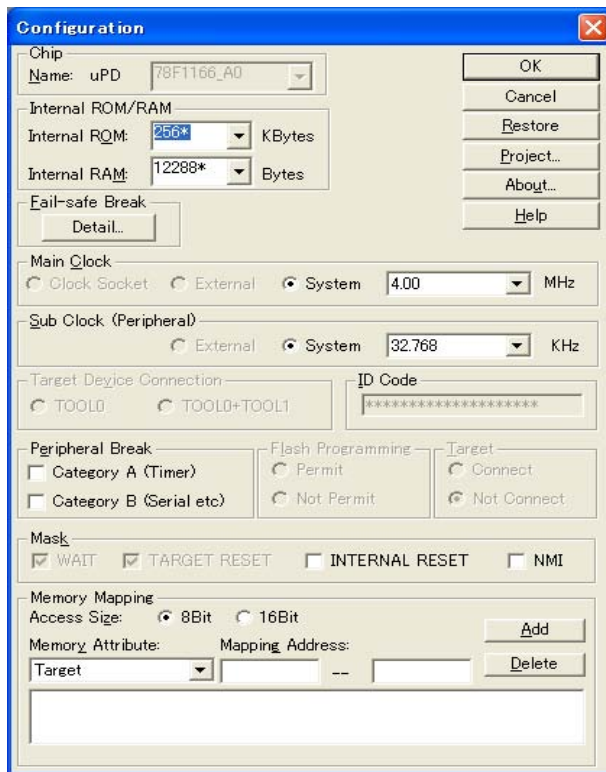 Configuration
Chip
Name: uPD 78F1166_A0
OK
Cancel
Restore
Project...
About...
Help
Internal ROM/RAM
Internal ROM: 256* KBytes
Internal RAM: 12288* Bytes
Fail-safe Break
Detail...
Main Clock
Clock Socket External System 4.00 MHz
Sub Clock (Peripheral)
External System 32.768 KHz
Target Device Connection
TOOL0 TOOL0+TOOL1
ID Code
********************
Peripheral Break
Category A (Timer)
Category B (Serial etc)
Flash Programming
Permit
Not Permit
Target
Connect
Not Connect
Mask
WAIT TARGET RESET INTERNAL RESET NMI
Memory Mapping
Access Size: 8Bit 16Bit
Memory Attribute: Mapping Address:
Target --
Add
Delete